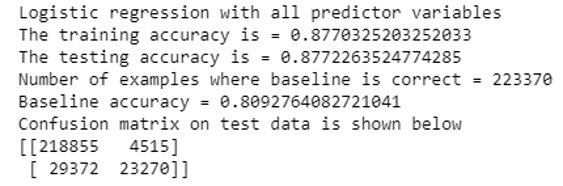 Logistic regression with all predictor variables
The training accuracy is = 0.8770325203252033
The testing accuracy is = 0.8772263524774285
Number of examples where baseline is correct = 223370
Baseline accuracy = 0.8092764082721041
Confusion matrix on test data is shown below
[[218855   4515]
 [ 29372  23270]]